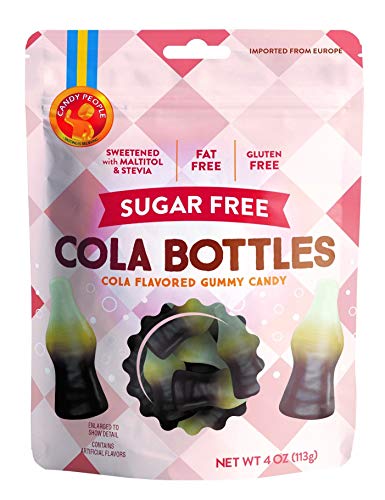 IMPORTED FROM EUROPE
CANDY PEOPLE
SWEETENED
with MALTITOL
& STEVIA
FAT
FREE
GLUTEN
FREE
SUGAR FREE
COLA BOTTLES
COLA FLAVORED GUMMY CANDY
ENLARGED TO
SHOW DETAIL
CONTAINS
ARTIFICIAL FLAVORS
NET WT 4 OZ (113g)